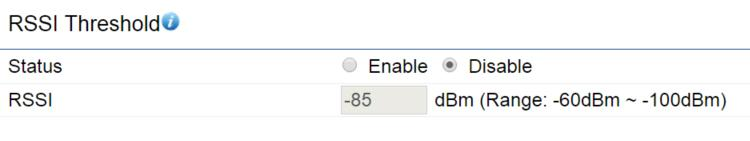 RSSI Threshold
Status Enable Disable
RSSI -85 dBm (Range: -60dBm ~ -100dBm)